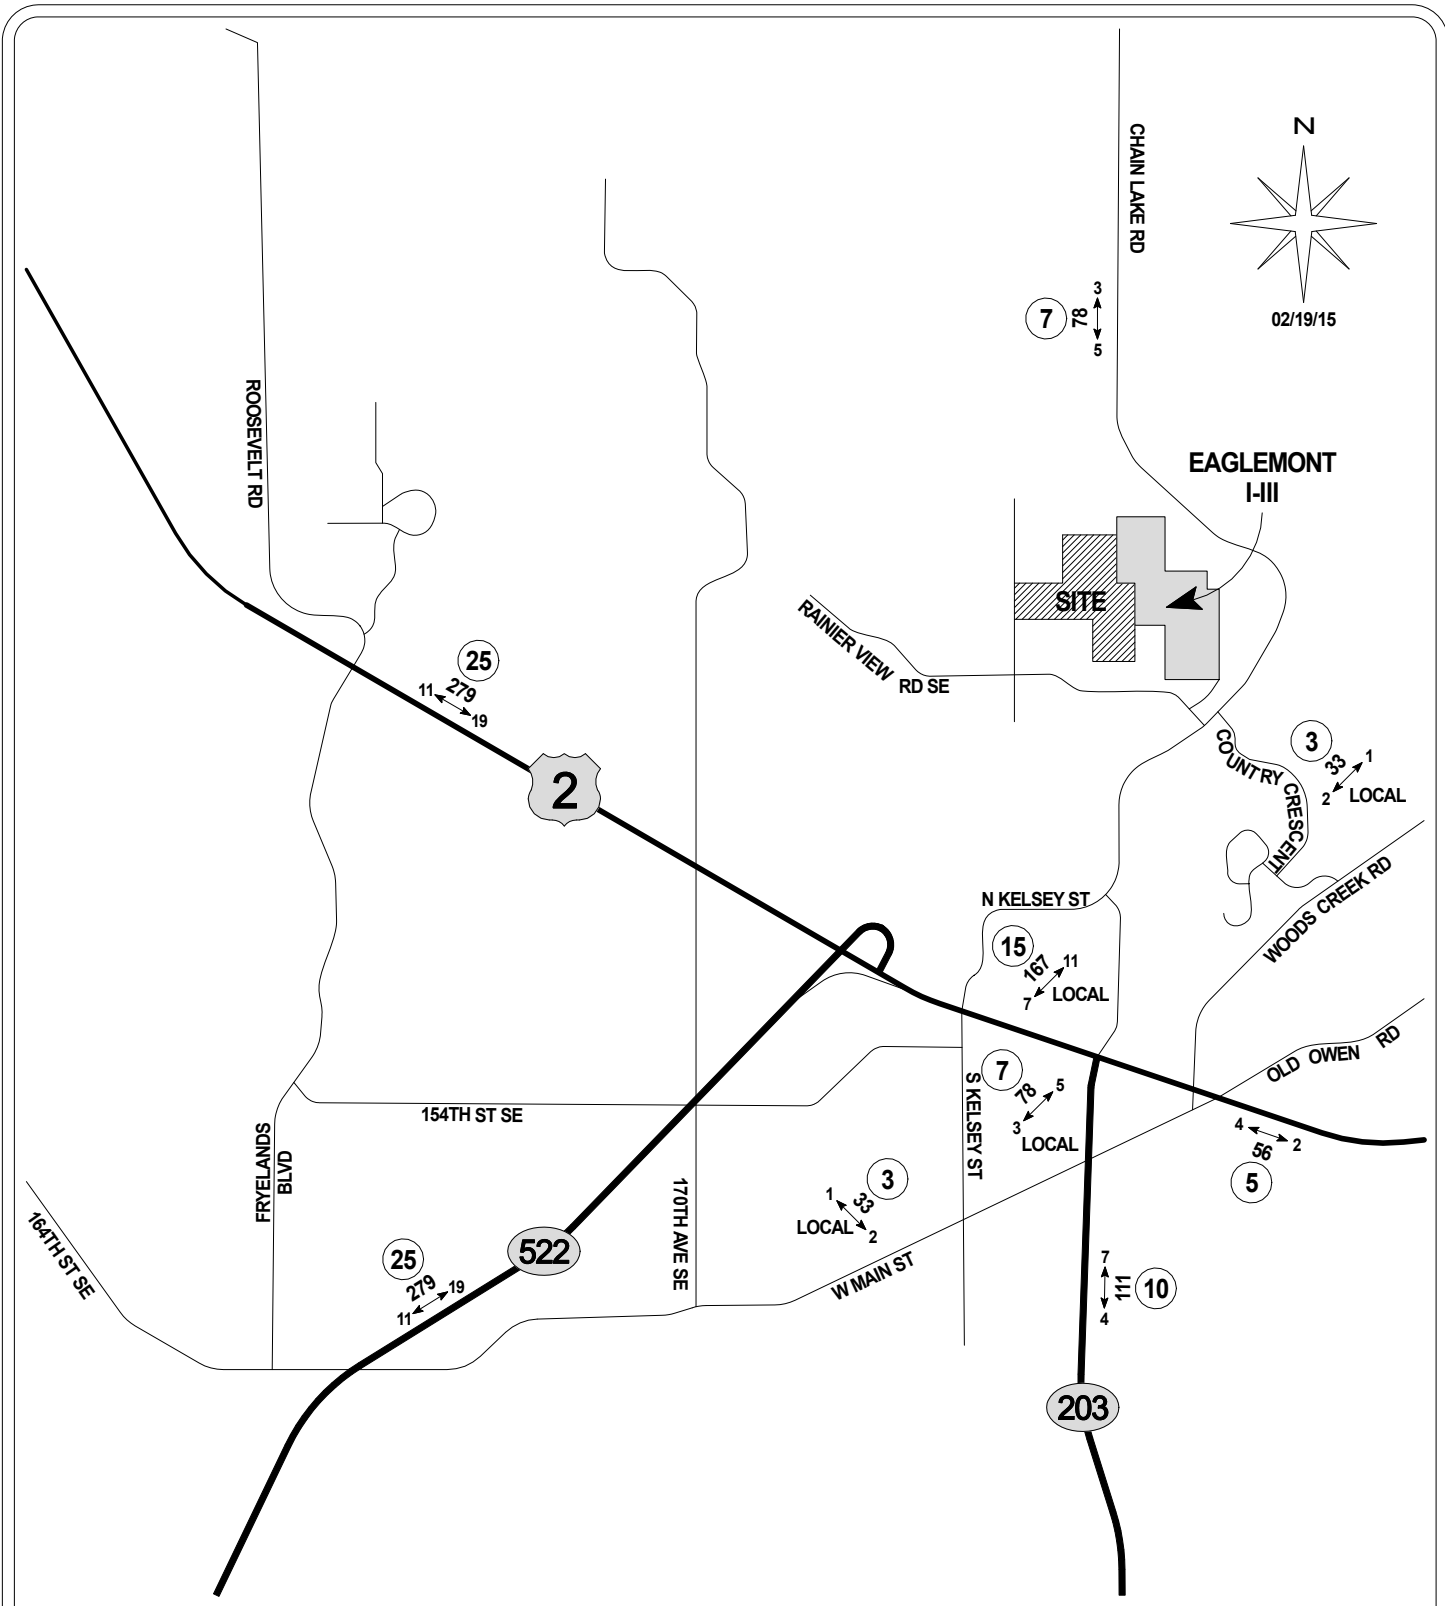 N
CHAIN LAKE RD
3
7
78
5
02/19/15
ROOSEVELT RD
EAGLEMONT
I-III
SITE
RAINIER VIEW
RD SE
25
11
279
19
2
COUNTRY CRESCENT
3
33
1
2
LOCAL
WOODS CREEK RD
N KELSEY ST
15
167
11
7
LOCAL
OLD OWEN RD
7
78
5
3
LOCAL
S KELSEY ST
154TH ST SE
4
56
2
5
FRYELANDS
BLVD
164TH ST SE
170TH AVE SE
3
1
33
LOCAL
2
W MAIN ST
522
25
279
19
11
7
111
10
4
203